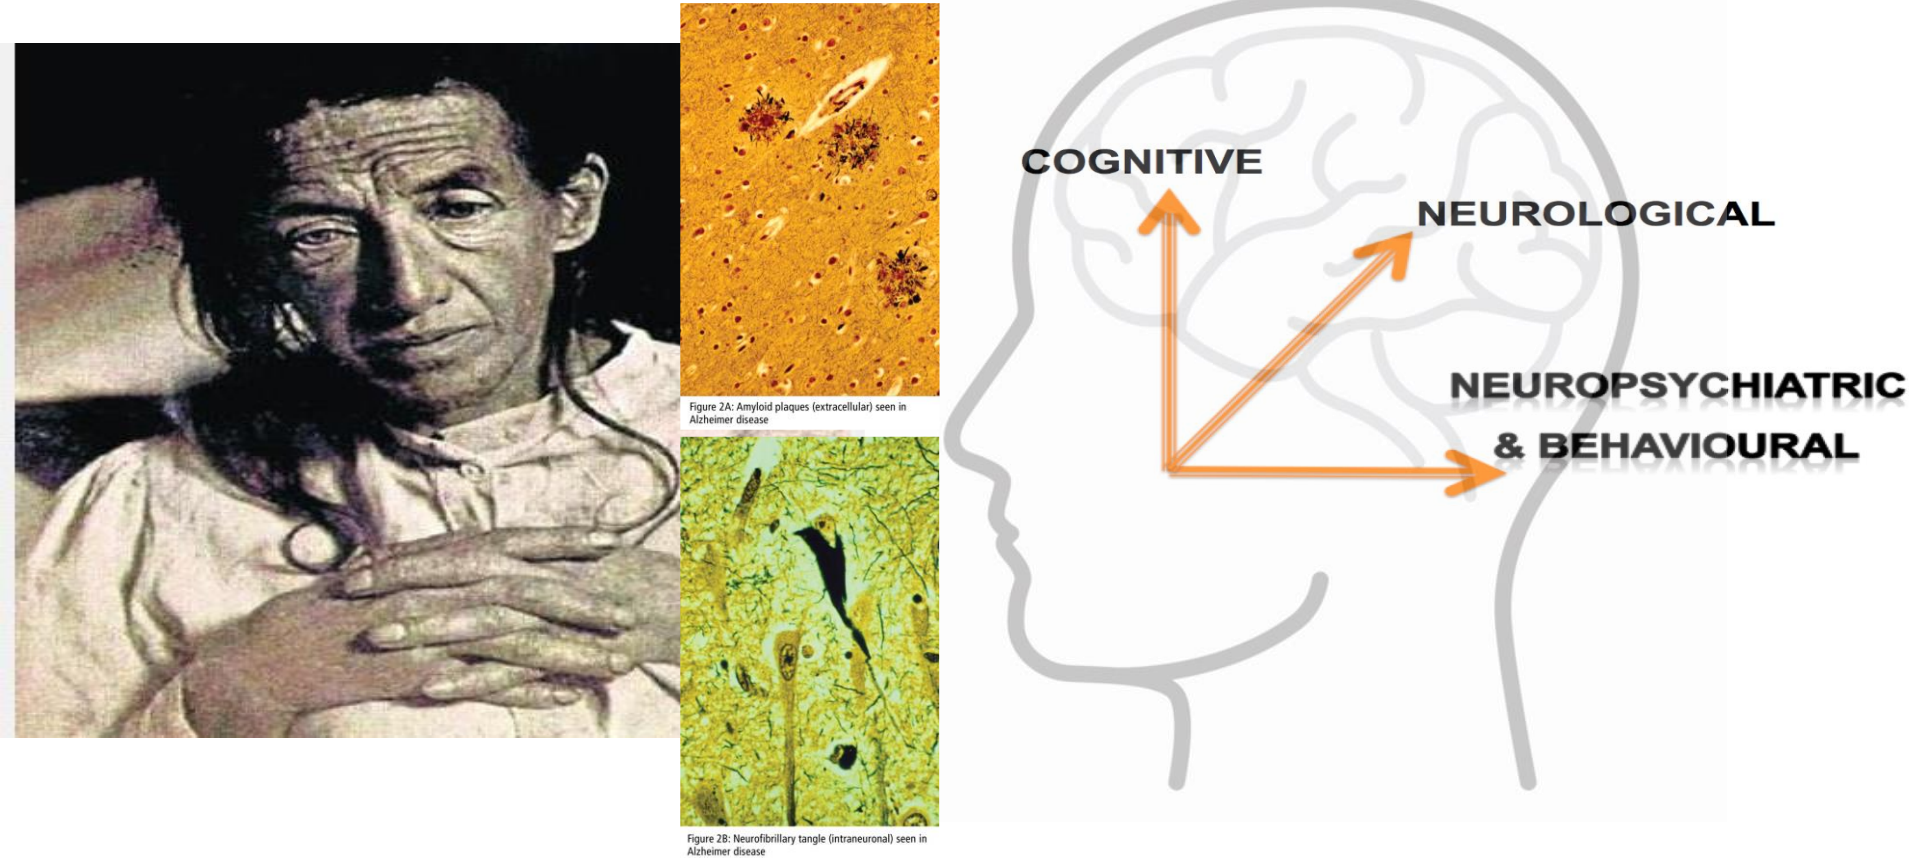 Figure 2A: Amyloid plaques (extracellular) seen in
Alzheimer disease
Figure 2B: Neurofibrillary tangle (intraneuronal) seen in
Alzheimer disease
COGNITIVE
NEUROLOGICAL
NEUROPSYCHIATRIC
& BEHAVIOURAL